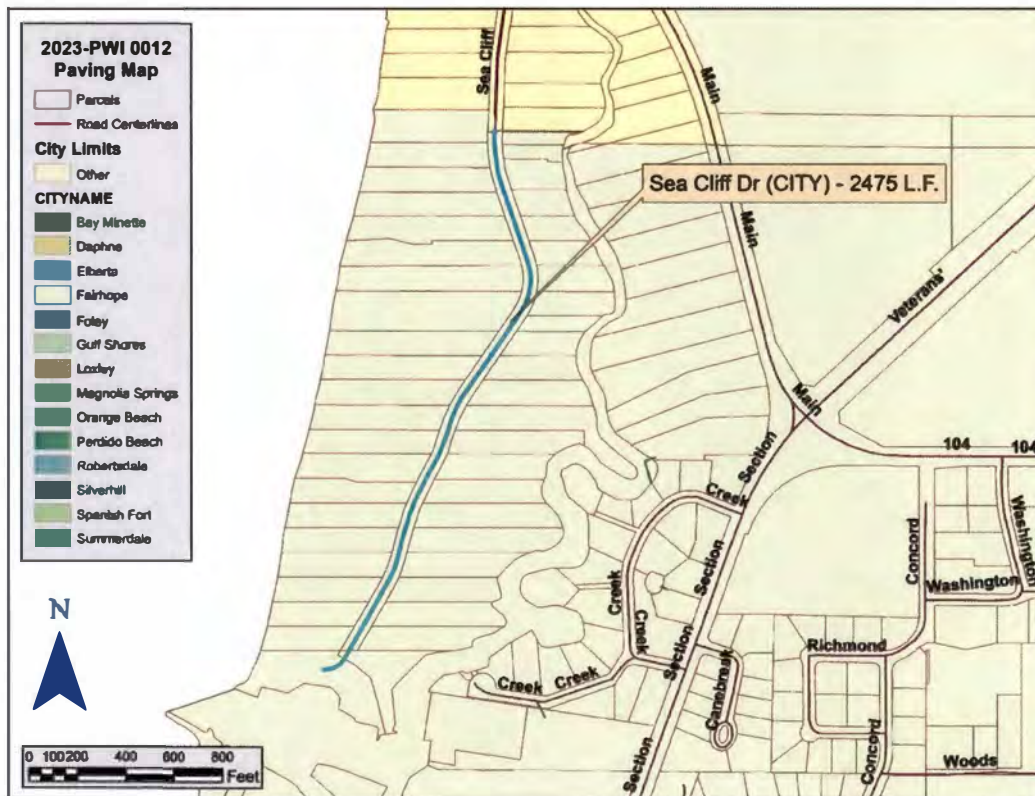 2023-PWI 0012
Paving Map
Parcels
Road Centerlines
City Limits
Other
CITYNAME
Bay Minette
Daphne
Elberta
Fairhope
Foley
Gulf Shores
Loxley
Magnolia Springs
Orange Beach
Perdido Beach
Robertsdale
Silverhill
Spanish Fort
Summerdale
N
0 100 200 400 600 800
Feet
Sea Cliff
Main
Sea Cliff Dr (CITY) - 2475 L.F.
Main
Veterans'
Main
104
104
Section
Creek
Washington
Concord
Section
Creek
Washington
Creek
Section
Richmond
Creek
Creek
Canebreak
Concord
Section
Woods